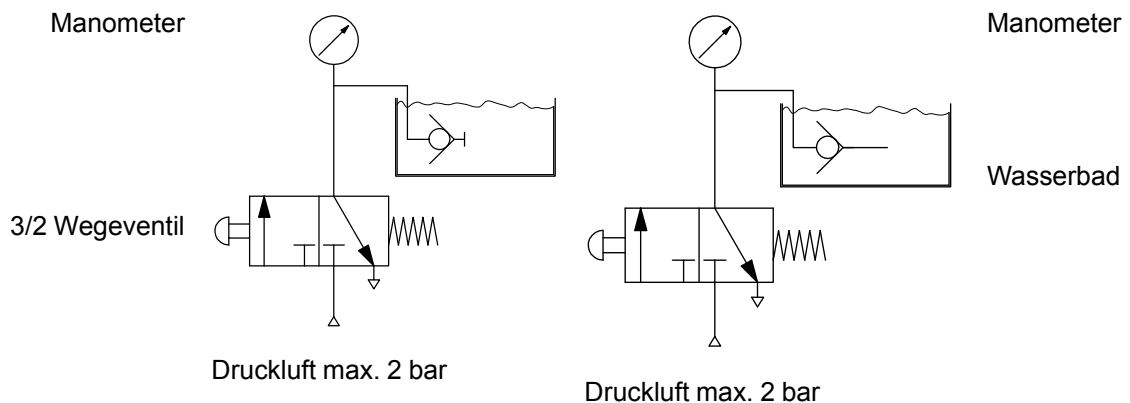 Manometer
Manometer
Wasserbad
3/2 Wegeventil
Druckluft max. 2 bar
Druckluft max. 2 bar